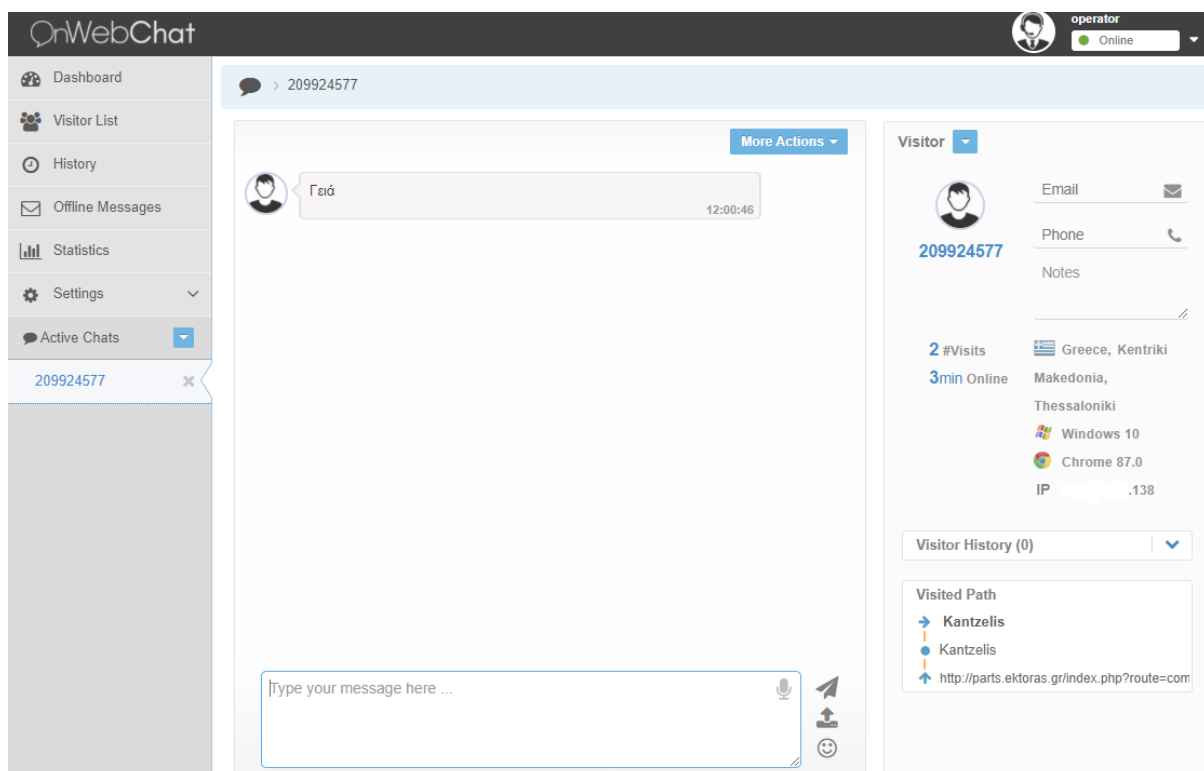 OnWebChat
operator
Online
Dashboard
Visitor List
History
Offline Messages
Statistics
Settings
Active Chats
209924577
209924577
More Actions
Γειά
12:00:46
Type your message here ...
Visitor
209924577
Email
Phone
Notes
2 #Visits
3min Online
Greece, Kentriki
Makedonia,
Thessaloniki
Windows 10
Chrome 87.0
IP .138
Visitor History (0)
Visited Path
Kantzelis
Kantzelis
http://parts.ektoras.gr/index.php?route=com